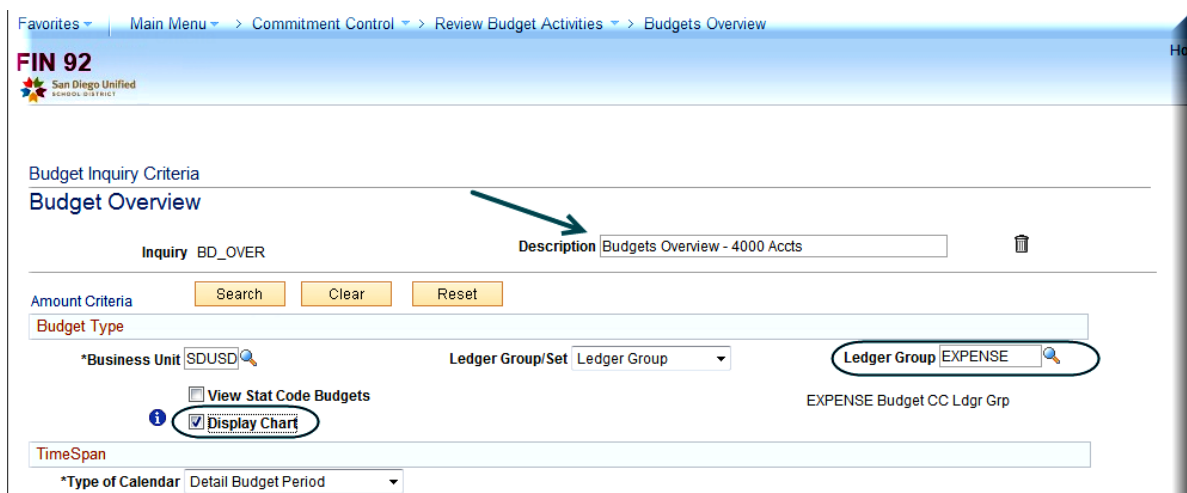 Favorites Main Menu > Commitment Control > Review Budget Activities > Budgets Overview
Ho
FIN 92
San Diego Unified
SCHOOL DISTRICT
Budget Inquiry Criteria
Budget Overview
Inquiry BD_OVER Description Budgets Overview - 4000 Accts
Amount Criteria Search Clear Reset
Budget Type
*Business Unit SDUSD Ledger Group/Set Ledger Group Ledger Group EXPENSE
View Stat Code Budgets EXPENSE Budget CC Ldgr Grp
Display Chart
TimeSpan
*Type of Calendar Detail Budget Period